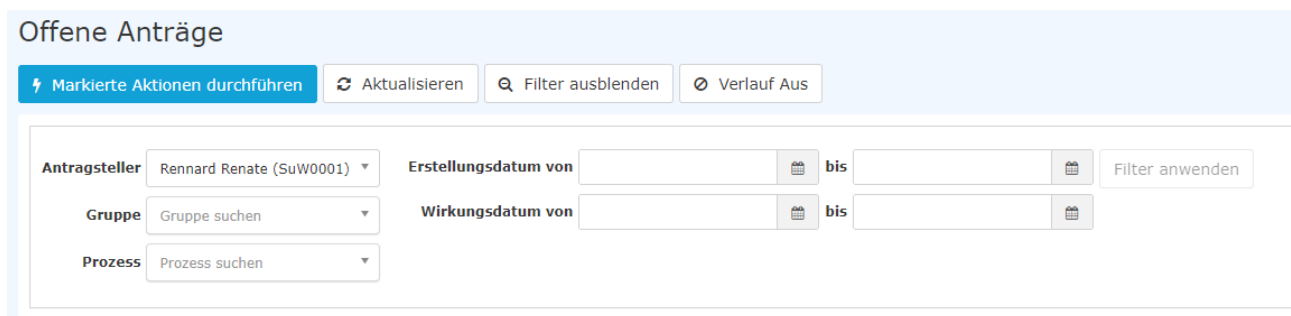 Offene Anträge
Markierte Aktionen durchführen Aktualisieren Filter ausblenden Verlauf Aus
Antragsteller Rennard Renate (SuW0001) Erstellungsdatum von bis Filter anwenden
Gruppe Gruppe suchen Wirkungsdatum von bis
Prozess Prozess suchen